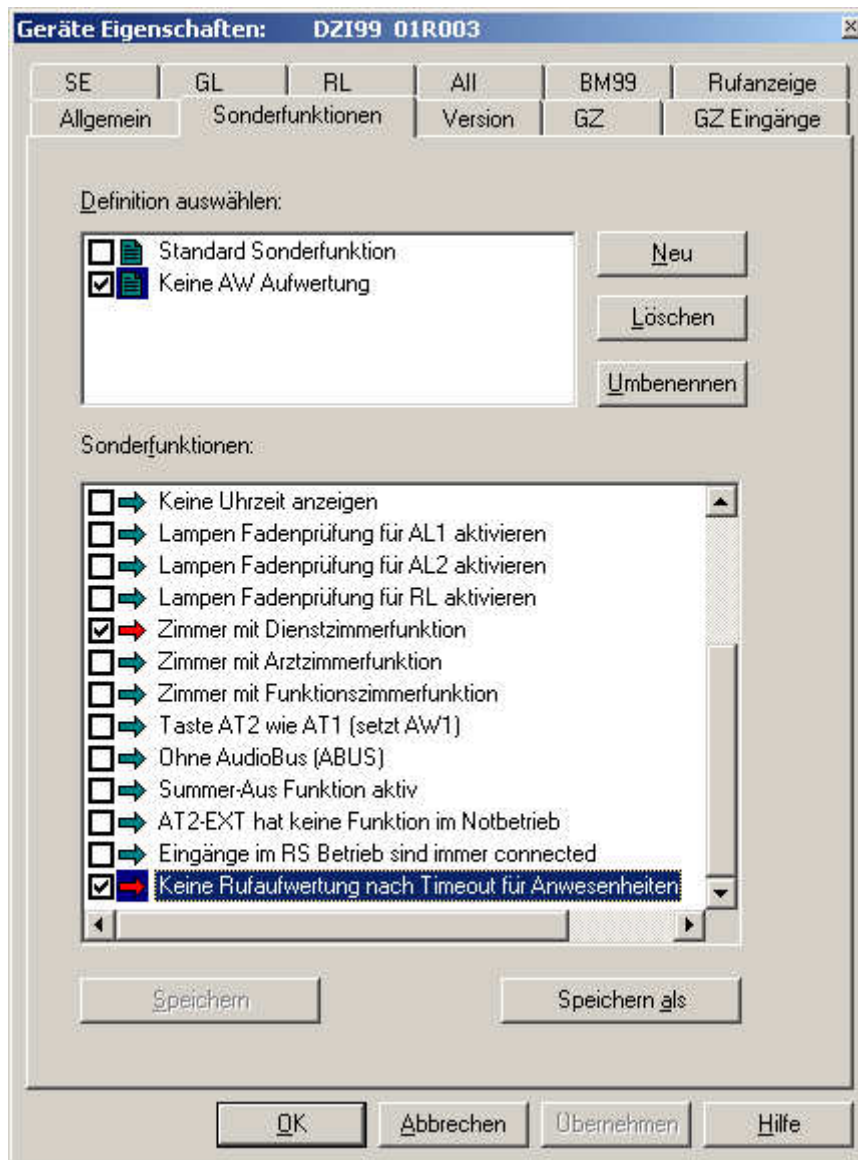 Geräte Eigenschaften: DZI99 01R003
SE GL RL All BM99 Rufanzeige
Allgemein Sonderfunktionen Version GZ GZ Eingänge
Definition auswählen:
Standard Sonderfunktion
Keine AW Aufwertung
Neu
Löschen
Umbenennen
Sonderfunktionen:
Keine Uhrzeit anzeigen
Lampen Fadenprüfung für AL1 aktivieren
Lampen Fadenprüfung für AL2 aktivieren
Lampen Fadenprüfung für RL aktivieren
Zimmer mit Dienstzimmerfunktion
Zimmer mit Arztzimmerfunktion
Zimmer mit Funktionszimmerfunktion
Taste AT2 wie AT1 (setzt AW1)
Ohne AudioBus (ABUS)
Summer-Aus Funktion aktiv
AT2-EXT hat keine Funktion im Notbetrieb
Eingänge im RS Betrieb sind immer connected
Keine Rufaufwertung nach Timeout für Anwesenheiten
Speichern Speichern als
OK Abbrechen Übernehmen Hilfe